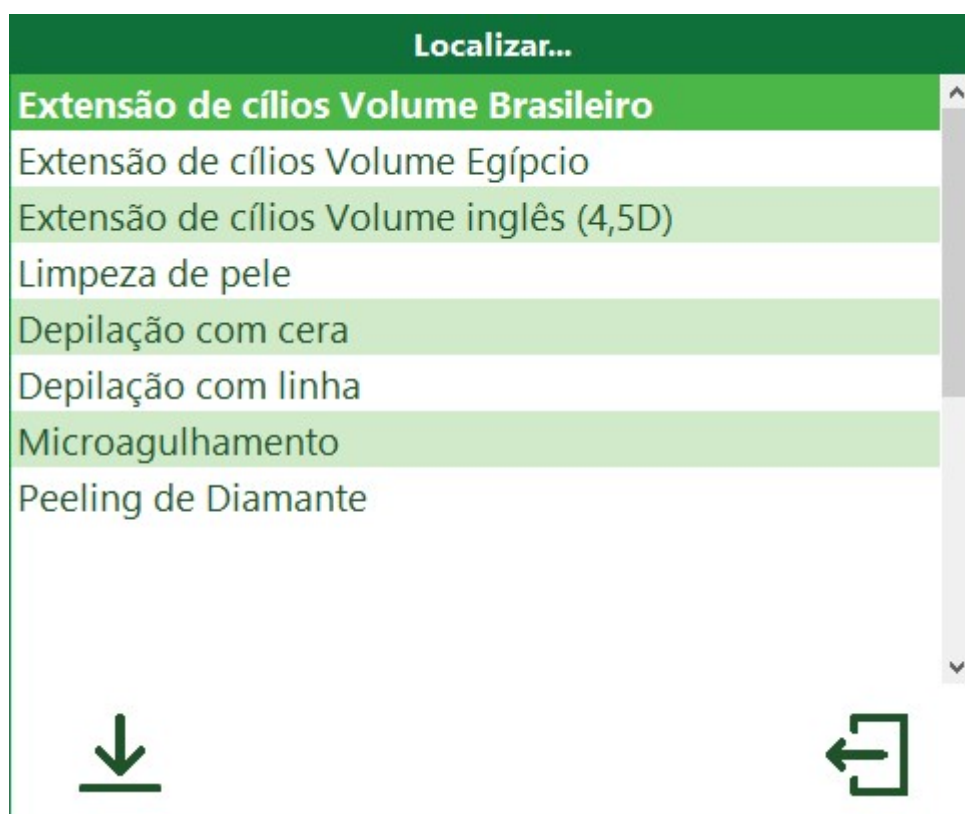 Localizar...
Extensão de cílios Volume Brasileiro
Extensão de cílios Volume Egípcio
Extensão de cílios Volume inglês (4,5D)
Limpeza de pele
Depilação com cera
Depilação com linha
Microagulhamento
Peeling de Diamante